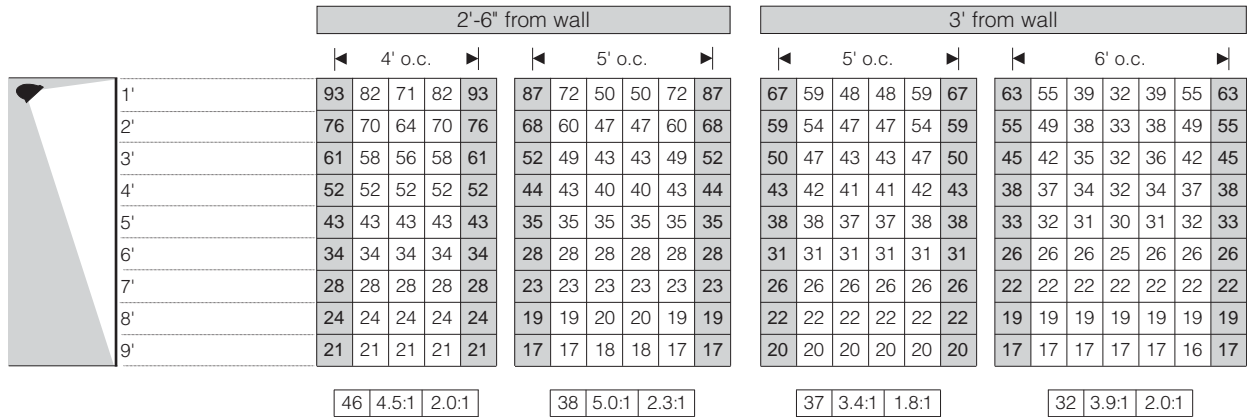 2'-6" from wall 3' from wall
4' o.c. 5' o.c. 5' o.c. 6' o.c.
1' 93 82 71 82 93 87 72 50 50 72 87 67 59 48 48 59 67 63 55 39 32 39 55 63
2' 76 70 64 70 76 68 60 47 47 60 68 59 54 47 47 54 59 55 49 38 33 38 49 55
3' 61 58 56 58 61 52 49 43 43 49 52 50 47 43 43 47 50 45 42 35 32 36 42 45
4' 52 52 52 52 52 44 43 40 40 43 44 43 42 41 41 42 43 38 37 34 32 34 37 38
5' 43 43 43 43 43 35 35 35 35 35 35 38 38 37 37 38 38 33 32 31 30 31 32 33
6' 34 34 34 34 34 28 28 28 28 28 28 31 31 31 31 31 31 26 26 26 25 26 26 26
7' 28 28 28 28 28 23 23 23 23 23 23 26 26 26 26 26 26 22 22 22 22 22 22 22
8' 24 24 24 24 24 19 19 20 20 19 19 22 22 22 22 22 22 19 19 19 19 19 19 19
9' 21 21 21 21 21 17 17 18 18 17 17 20 20 20 20 20 20 17 17 17 17 17 16 17
46 4.5:1 2.0:1 38 5.0:1 2.3:1 37 3.4:1 1.8:1 32 3.9:1 2.0:1